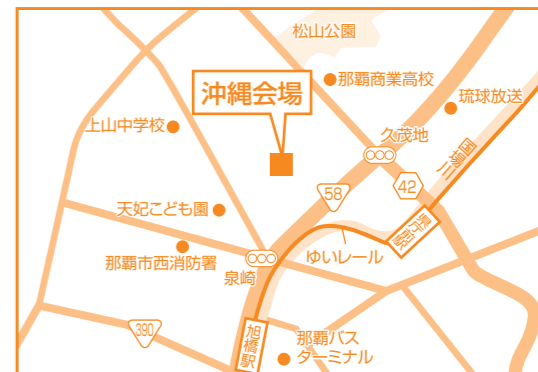 松山公園
那覇商業高校
沖縄会場
琉球放送
上山中学校
久茂地
国場川
58
42
天妃こども園
県庁前駅
那覇市西消防署
泉崎
ゆいレール
390
旭橋駅
那覇バス
ターミナル